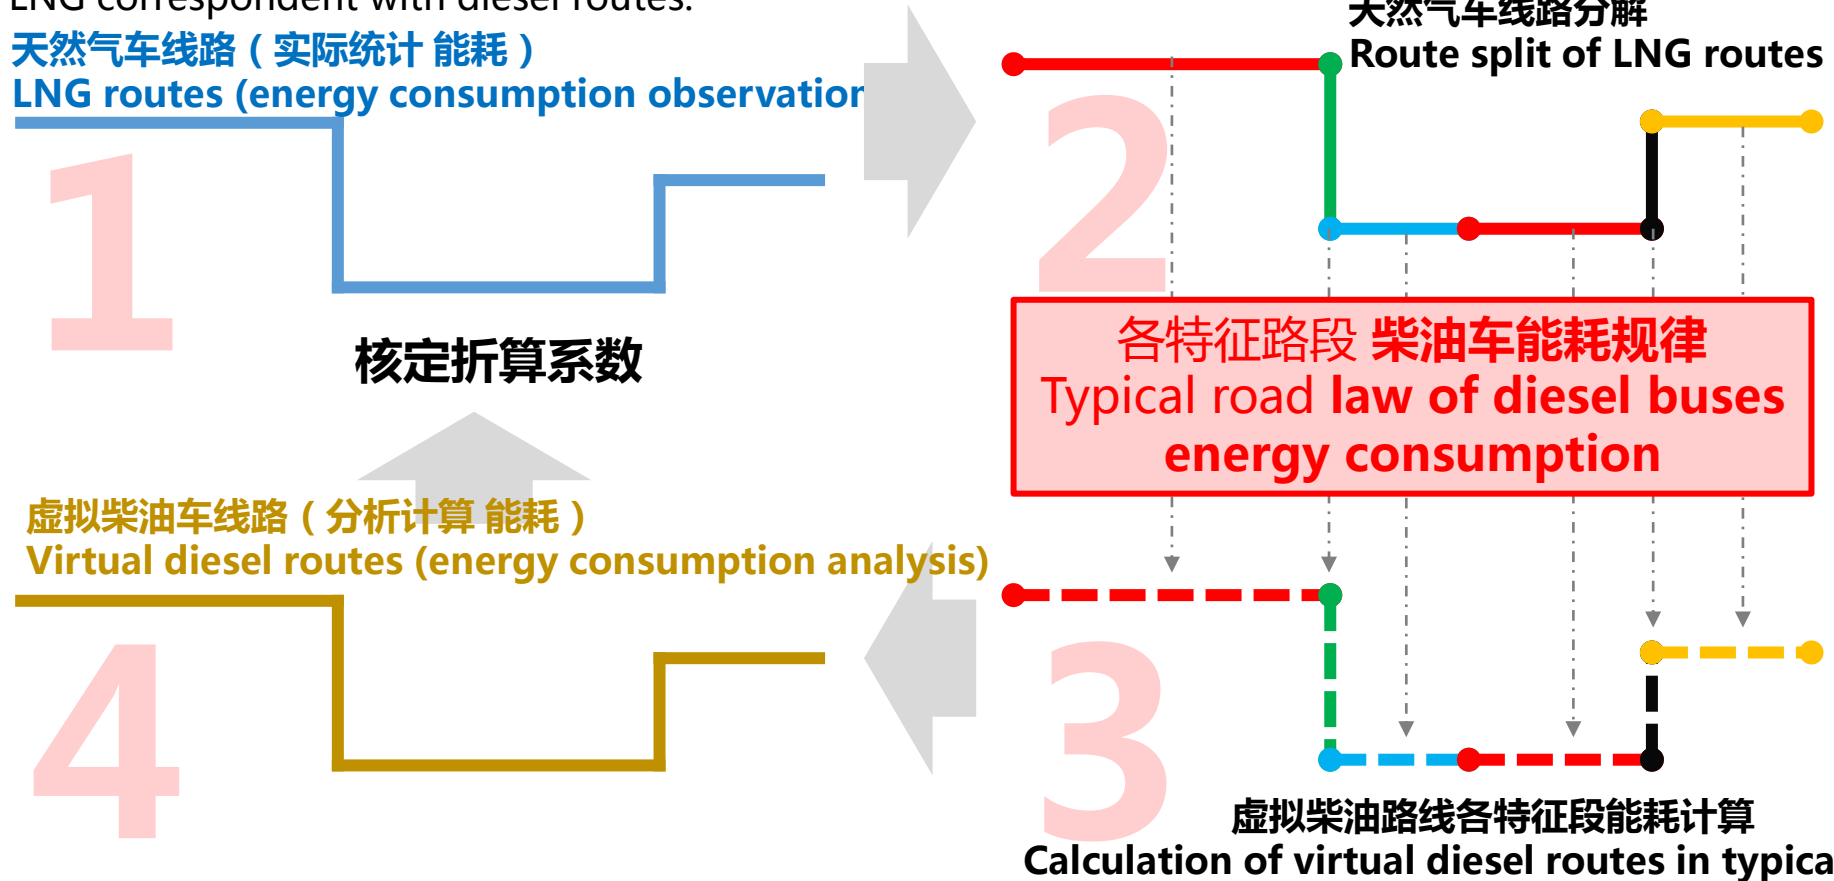 LNG correspondent with diesel routes.
天然气车线路（实际统计 能耗）
LNG routes (energy consumption observation
1
天然气车线路分解
Route split of LNG routes
2
各特征路段 柴油车能耗规律
Typical road law of diesel buses
energy consumption
核定折算系数
虚拟柴油车线路（分析计算 能耗）
Virtual diesel routes (energy consumption analysis)
4
3
虚拟柴油路线各特征段能耗计算
Calculation of virtual diesel routes in typica